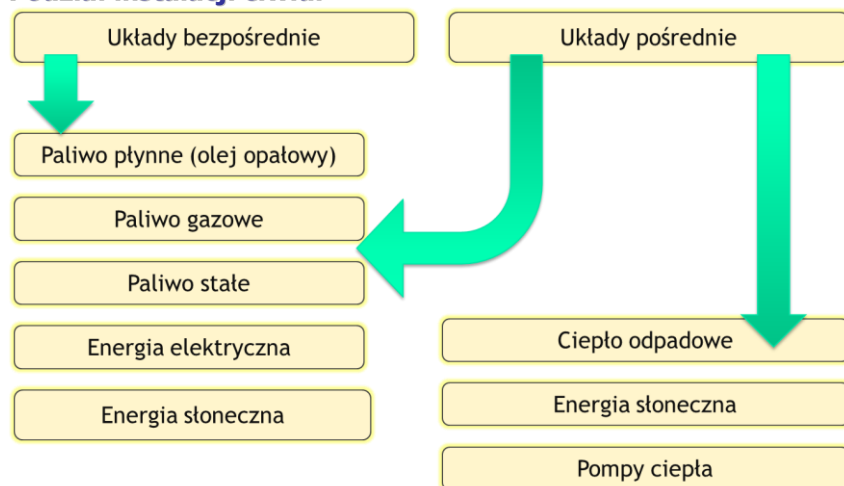 Układy bezpośrednie
Układy pośrednie
Paliwo płynne (olej opałowy)
Paliwo gazowe
Paliwo stałe
Energia elektryczna
Energia słoneczna
Ciepło odpadowe
Energia słoneczna
Pompy ciepła